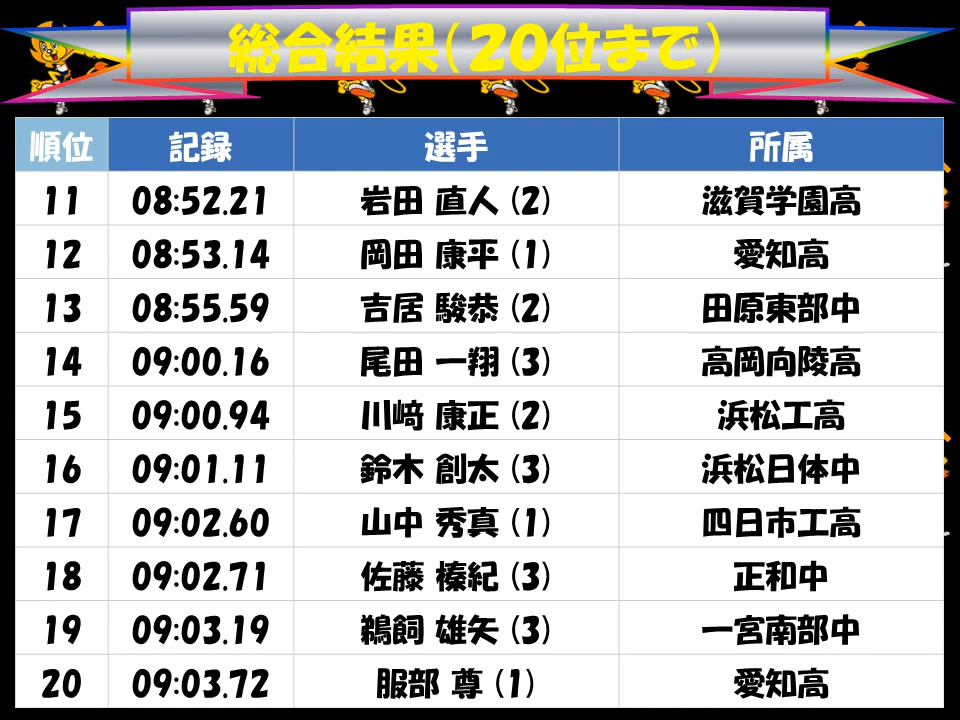 総合結果(20位まで)
順位 記録 選手 所属
11 08:52.21 岩田 直人 (2) 滋賀学園高
12 08:53.14 岡田 康平 (1) 愛知高
13 08:55.59 吉居 駿恭 (2) 田原東部中
14 09:00.16 尾田 一翔 (3) 高岡向陵高
15 09:00.94 川﨑 康正 (2) 浜松工高
16 09:01.11 鈴木 創太 (3) 浜松日体中
17 09:02.60 山中 秀真 (1) 四日市工高
18 09:02.71 佐藤 榛紀 (3) 正和中
19 09:03.19 鵜飼 雄矢 (3) 一宮南部中
20 09:03.72 服部 尊 (1) 愛知高